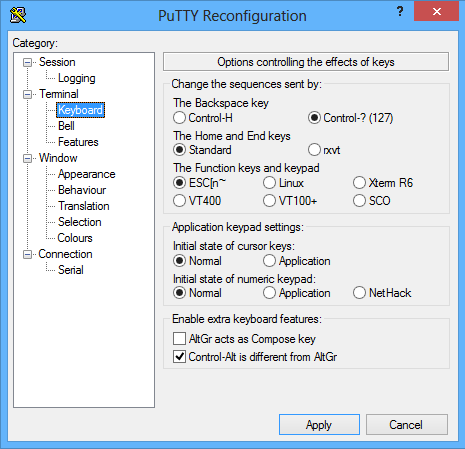 PuTTY Reconfiguration
?
Category:
Session
Logging
Terminal
Keyboard
Bell
Features
Window
Appearance
Behaviour
Translation
Selection
Colours
Connection
Serial
Options controlling the effects of keys
Change the sequences sent by:
The Backspace key
Control-H Control-? (127)
The Home and End keys
Standard rxvt
The Function keys and keypad
ESC[n~ Linux Xterm R6
VT400 VT100+ SCO
Application keypad settings:
Initial state of cursor keys:
Normal Application
Initial state of numeric keypad:
Normal Application NetHack
Enable extra keyboard features:
AltGr acts as Compose key
Control-Alt is different from AltGr
Apply Cancel